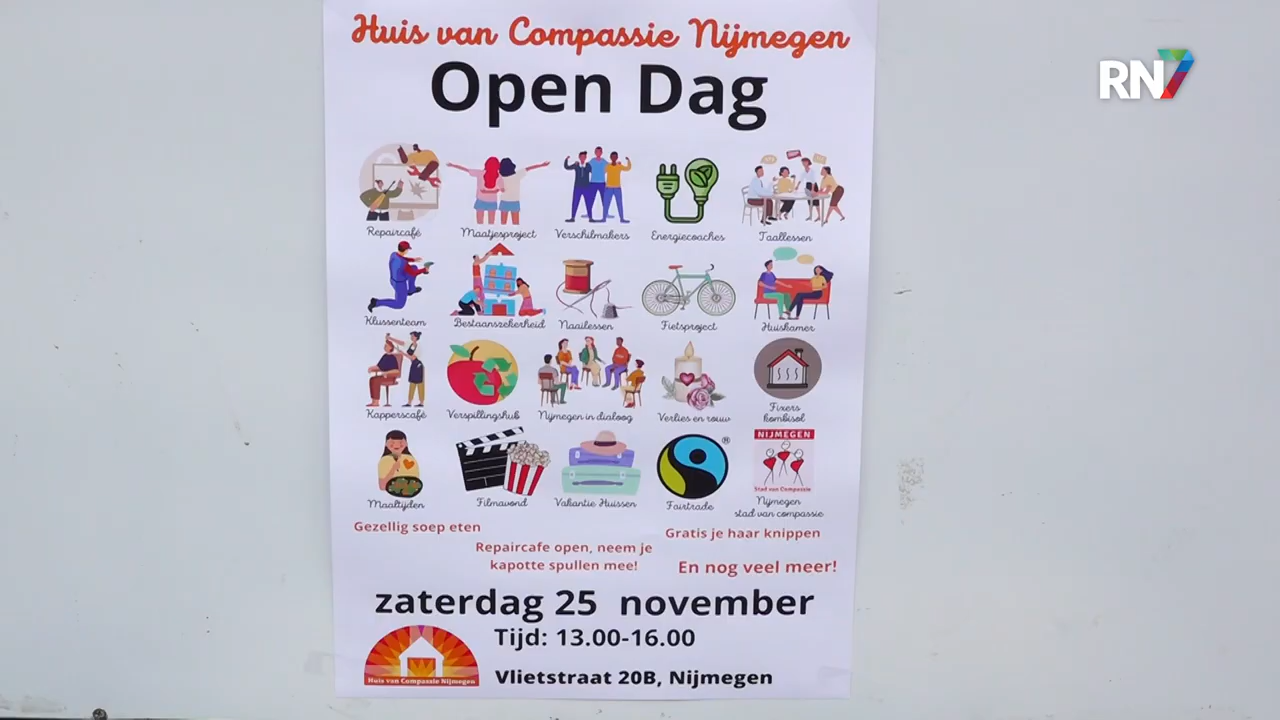 Huis van Compassie Nijmegen
Open Dag
RN7
Repaircafé
Maatjesproject
Verschilmakers
Energiecoaches
Taallessen
Klussenteam
Bestaanszekerheid
Naailessen
Fietsproject
Huiskamer
Kapperscafé
Verspillingshub
Nijmegen in dialoog
Verlies en rouw
Fixers
kombisol
NIJMEGEN
Stad van Compassie
Maaltijden
Filmavond
Vakantie Huissen
Fairtrade
®
Nijmegen
stad van compassie
Gezellig soep eten
Gratis je haar knippen
Repaircafe open, neem je
kapotte spullen mee!
En nog veel meer!
zaterdag 25 november
Tijd: 13.00-16.00
Huis van Compassie Nijmegen
Vlietstraat 20B, Nijmegen